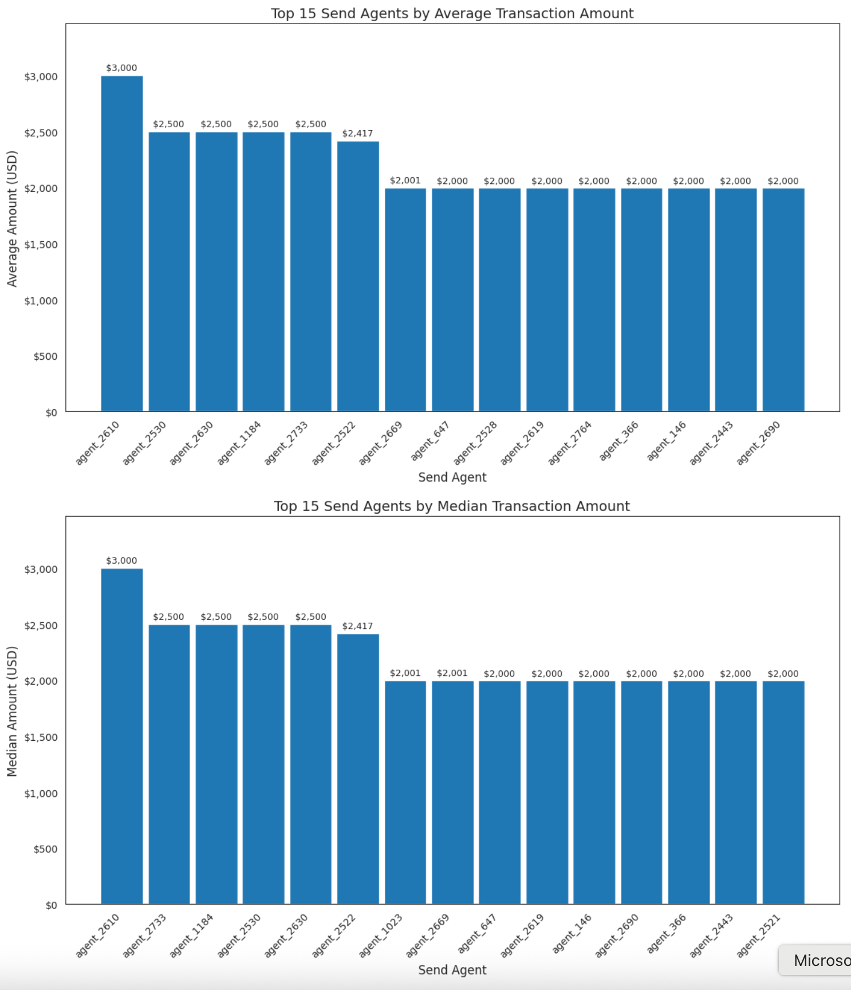 Top 15 Send Agents by Average Transaction Amount
Average Amount (USD)
$3,000
$2,500
$2,000
$1,500
$1,000
$500
$0
$3,000 $2,500 $2,500 $2,500 $2,500 $2,417 $2,001 $2,000 $2,000 $2,000 $2,000 $2,000 $2,000 $2,000 $2,000
agent_2610 agent_2530 agent_2630 agent_1184 agent_2733 agent_2522 agent_2669 agent_647 agent_2528 agent_2619 agent_2764 agent_366 agent_146 agent_2443 agent_2690
Send Agent
Top 15 Send Agents by Median Transaction Amount
Median Amount (USD)
$3,000
$2,500
$2,000
$1,500
$1,000
$500
$0
$3,000 $2,500 $2,500 $2,500 $2,500 $2,417 $2,001 $2,001 $2,000 $2,000 $2,000 $2,000 $2,000 $2,000 $2,000
agent_2610 agent_2733 agent_1184 agent_2530 agent_2630 agent_2522 agent_1023 agent_2669 agent_647 agent_2619 agent_146 agent_2690 agent_366 agent_2443 agent_2521
Send Agent
Microso